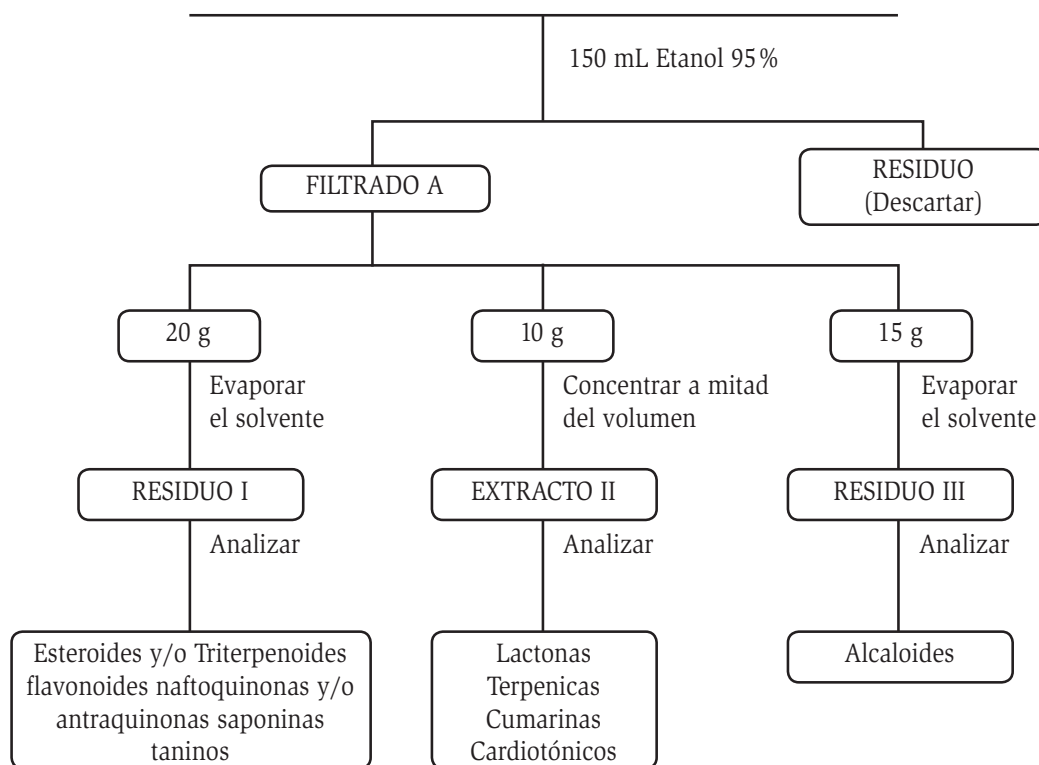 150 mL Etanol 95%
FILTRADO A
RESIDUO
(Descartar)
20 g
10 g
15 g
Evaporar
el solvente
Concentrar a mitad
del volumen
Evaporar
el solvente
RESIDUO I
EXTRACTO II
RESIDUO III
Analizar
Analizar
Analizar
Esteroides y/o Triterpenoides
flavonoides naftoquinonas y/o
antraquinonas saponinas
taninos
Lactonas
Terpenicas
Cumarinas
Cardiotónicos
Alcaloides